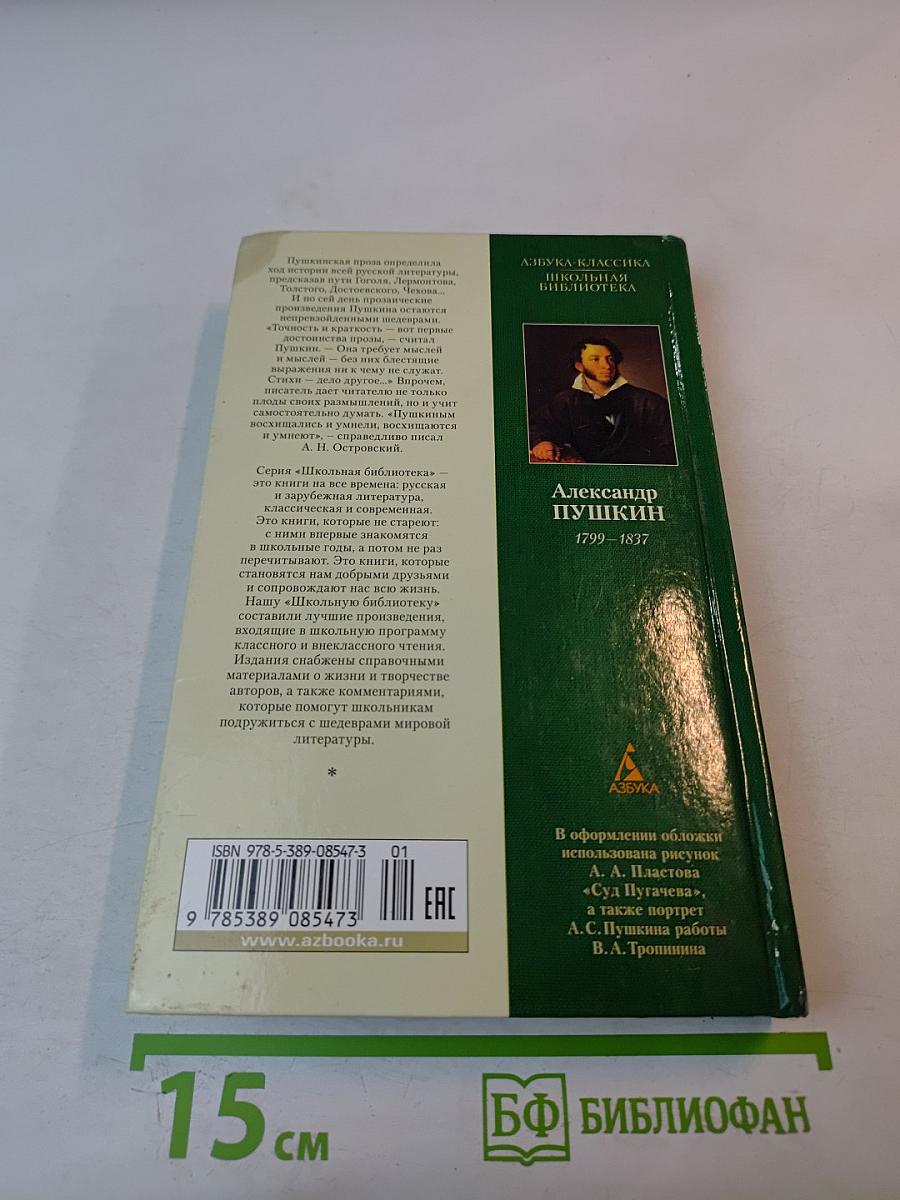 Пушкинская проза определила
ход истории всей русской литературы,
предсказав пути Гоголя, Лермонтова,
Толстого, Достоевского, Чехова...
И по сей день прозаические
произведения Пушкина остаются
непревзойденными шедеврами.
«Точность и краткость — вот первые
достоинства прозы, — считал
Пушкин. — Она требует мыслей
и мыслей — без них блестящие
выражения ни к чему не служат.
Стихи — дело другое...» Впрочем,
писатель дает читателю не только
плоды своих размышлений, но и учит
самостоятельно думать. «Пушкиным
восхищались и умнели, восхищаются
и умнеют», — справедливо писал
А. Н. Островский.
Серия «Школьная библиотека» —
это книги на все времена: русская
и зарубежная литература,
классическая и современная.
Это книги, которые не стареют:
с ними впервые знакомятся
в школьные годы, а потом не раз
перечитывают. Это книги, которые
становятся нам добрыми друзьями
и сопровождают нас всю жизнь.
Нашу «Школьную библиотеку»
составили лучшие произведения,
входящие в школьную программу
классного и внеклассного чтения.
Издания снабжены справочными
материалами о жизни и творчестве
авторов, а также комментариями,
которые помогут школьникам
подружиться с шедеврами мировой
литературы.
*
ISBN 978-5-389-08547-3 01
9 785389 085473
EAC
www.azbooka.ru
АЗБУКА-КЛАССИКА
ШКОЛЬНАЯ
БИБЛИОТЕКА
Александр
ПУШКИН
1799–1837
АЗБУКА
В оформлении обложки
использована рисунок
А. А. Пластова
«Суд Пугачева»,
а также портрет
А.С.Пушкина работы
В.А.Тропинина
15 см
БФ БИБЛИОФАН